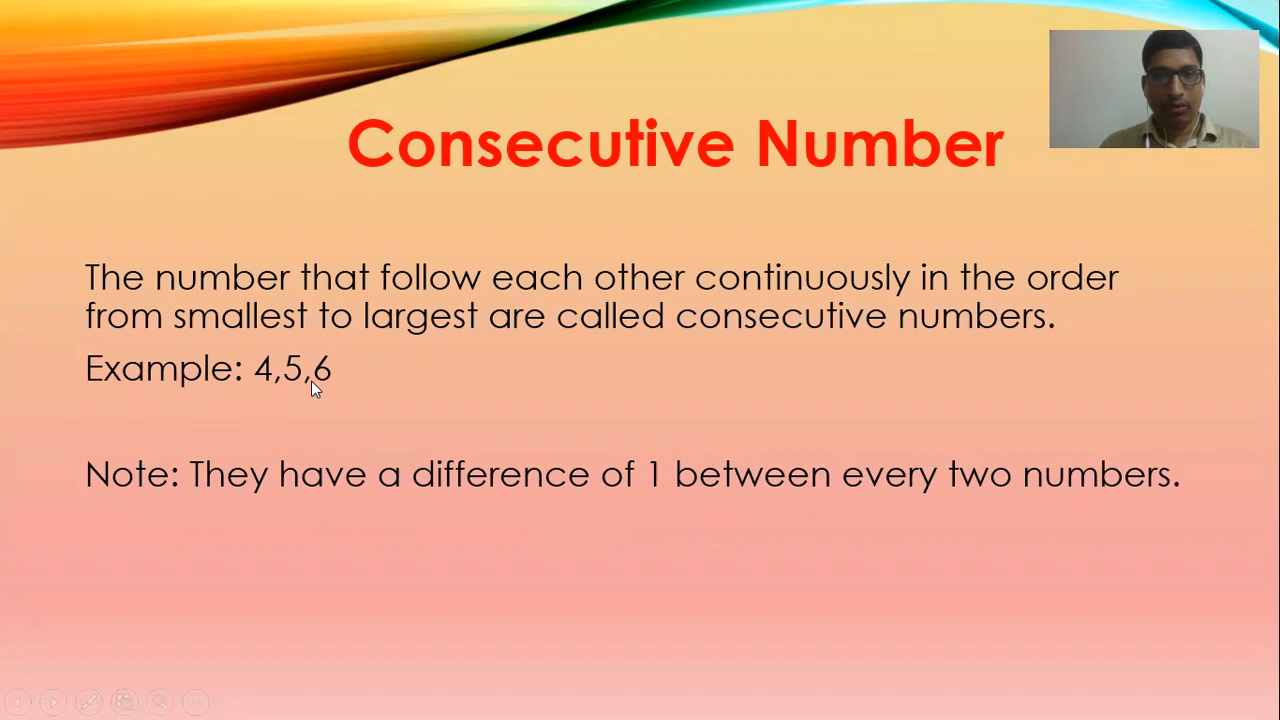 Consecutive Number
The number that follow each other continuously in the order
from smallest to largest are called consecutive numbers.
Example: 4,5,6
Note: They have a difference of 1 between every two numbers.